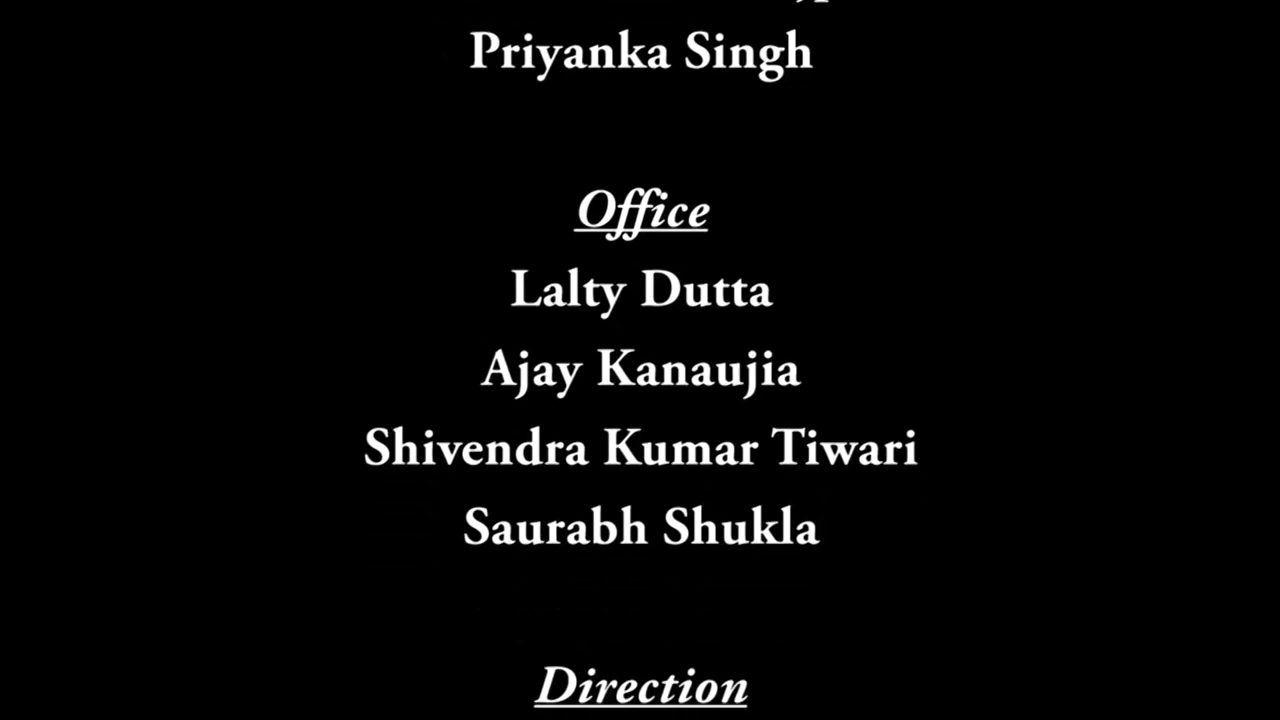 Priyanka Singh
Office
Lalty Dutta
Ajay Kanaujia
Shivendra Kumar Tiwari
Saurabh Shukla
Direction